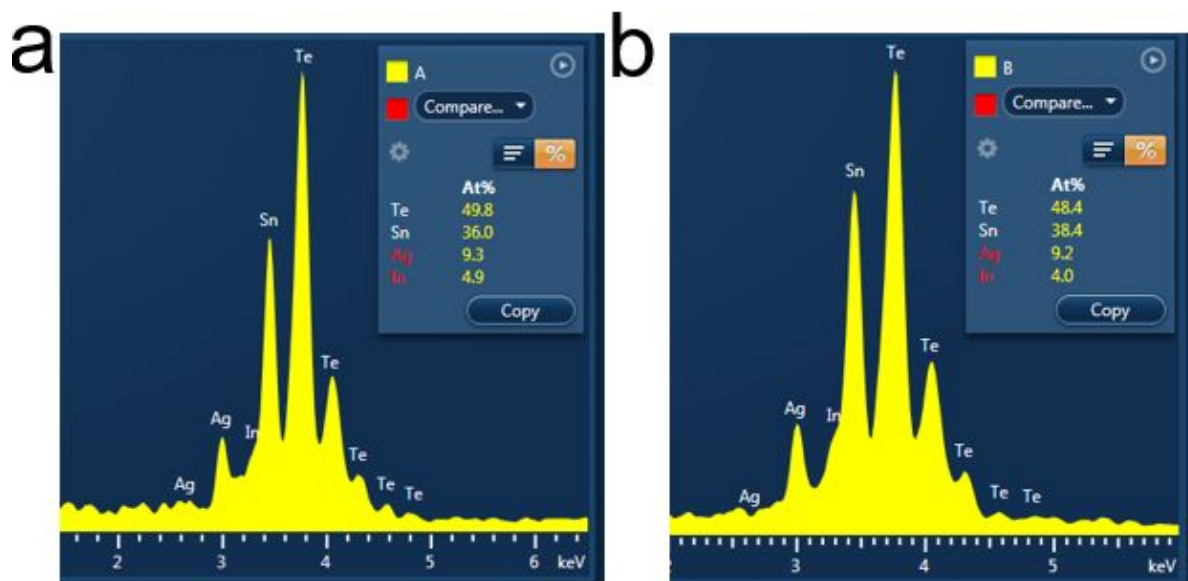 a
Te
A
Compare...
%
At%
Te 49.8
Sn 36.0
Ag 9.3
In 4.9
Copy
Sn
Te
Ag
In
Te
Ag
Te
Te
2 3 4 5 6 keV
b
Te
B
Compare...
%
At%
Te 48.4
Sn 38.4
Ag 9.2
In 4.0
Copy
Sn
Te
Ag
In
Te
Ag
Te
Te
3 4 5 keV